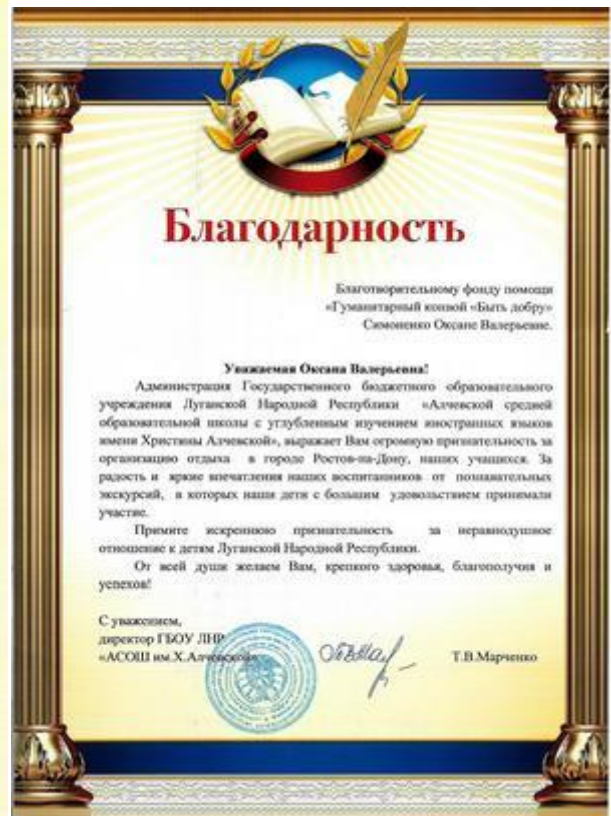 Благодарность
Благотворительному фонду помощи
«Гуманитарный конвой «Быть добру»
Симоненко Оксане Валерьевне.
Уважаемая Оксана Валерьевна!
Администрация Государственного бюджетного образовательного
учреждения Луганской Народной Республики «Алчевской средней
образовательной школы с углубленным изучением иностранных языков
имени Христины Алчевской», выражает Вам огромную признательность за
организацию отдыха в городе Ростов-на-Дону, наших учащихся. За
радость и яркие впечатления наших воспитанников от познавательных
экскурсий, в которых наши дети с большим удовольствием принимали
участие.
Примите искреннюю признательность за неравнодушное
отношение к детям Луганской Народной Республики.
От всей души желаем Вам, крепкого здоровья, благополучия и
успехов!
С уважением,
директор ГБОУ ЛНР
«АСОШ им.Х.Алчевской» Т.В.Марченко